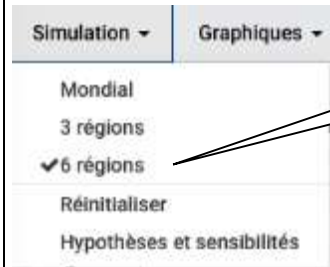 Simulation Graphiques
Mondial
3 régions
✔6 régions
Réinitialiser
Hypothèses et sensibilités